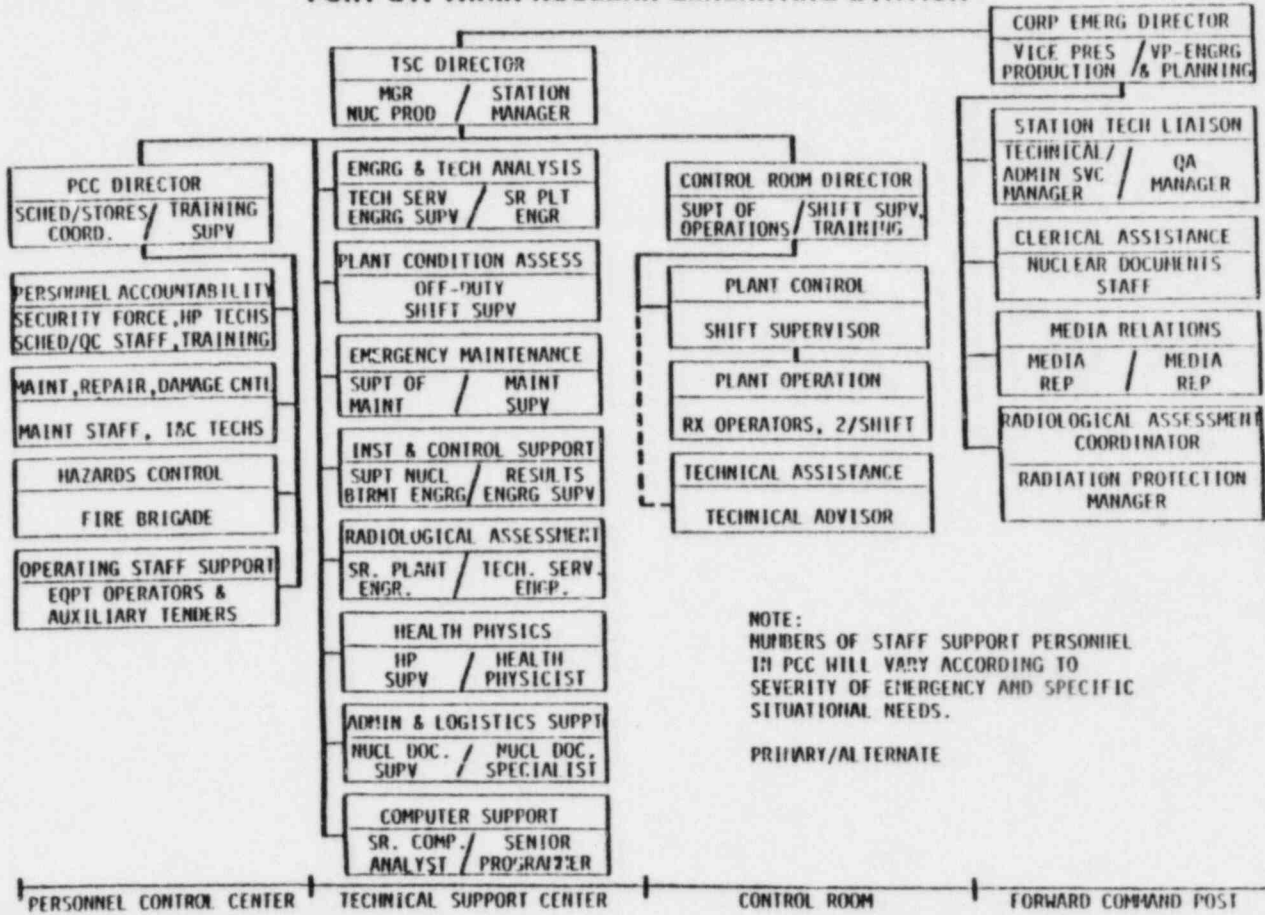 CORP EMERG DIRECTOR
VICE PRES / VP-ENGRG
PRODUCTION & PLANNING
TSC DIRECTOR
MGR / STATION
NUC PROD MANAGER
PCC DIRECTOR
SCHED/STORES / TRAINING
COORD. SUPV
PERSONNEL ACCOUNTABILITY
SECURITY FORCE, HP TECHS
SCHED/QC STAFF, TRAINING
MAINT, REPAIR, DAMAGE CNTL
MAINT STAFF, I&C TECHS
HAZARDS CONTROL
FIRE BRIGADE
OPERATING STAFF SUPPORT
EQPT OPERATORS &
AUXILIARY TENDERS
ENGRG & TECH ANALYSIS
TECH SERV / SR PLT
ENGRG SUPV ENGR
PLANT CONDITION ASSESS
OFF-DUTY
SHIFT SUPV
EMERGENCY MAINTENANCE
SUPT OF / MAINT
MAINT SUPV
INST & CONTROL SUPPORT
SUPT NUCL / RESULTS
BTRMT ENGRG ENGRG SUPV
RADIOLOGICAL ASSESSMENT
SR. PLANT / TECH. SERV.
ENGR. ENGR.
HEALTH PHYSICS
HP / HEALTH
SUPV PHYSICIST
ADMIN & LOGISTICS SUPPT
NUCL DOC. / NUCL DOC.
SUPV SPECIALIST
COMPUTER SUPPORT
SR. COMP. / SENIOR
ANALYST PROGRAMMER
CONTROL ROOM DIRECTOR
SUPT OF / SHIFT SUPV.
OPERATIONS TRAINING
PLANT CONTROL
SHIFT SUPERVISOR
PLANT OPERATION
RX OPERATORS, 2/SHIFT
TECHNICAL ASSISTANCE
TECHNICAL ADVISOR
STATION TECH LIAISON
TECHNICAL/ / QA
ADMIN SVC MANAGER
MANAGER
CLERICAL ASSISTANCE
NUCLEAR DOCUMENTS
STAFF
MEDIA RELATIONS
MEDIA / MEDIA
REP REP
RADIOLOGICAL ASSESSMENT
COORDINATOR
RADIATION PROTECTION
MANAGER
NOTE:
NUMBERS OF STAFF SUPPORT PERSONNEL
IN PCC WILL VARY ACCORDING TO
SEVERITY OF EMERGENCY AND SPECIFIC
SITUATIONAL NEEDS.
PRIMARY/ALTERNATE
PERSONNEL CONTROL CENTER
TECHNICAL SUPPORT CENTER
CONTROL ROOM
FORWARD COMMAND POST